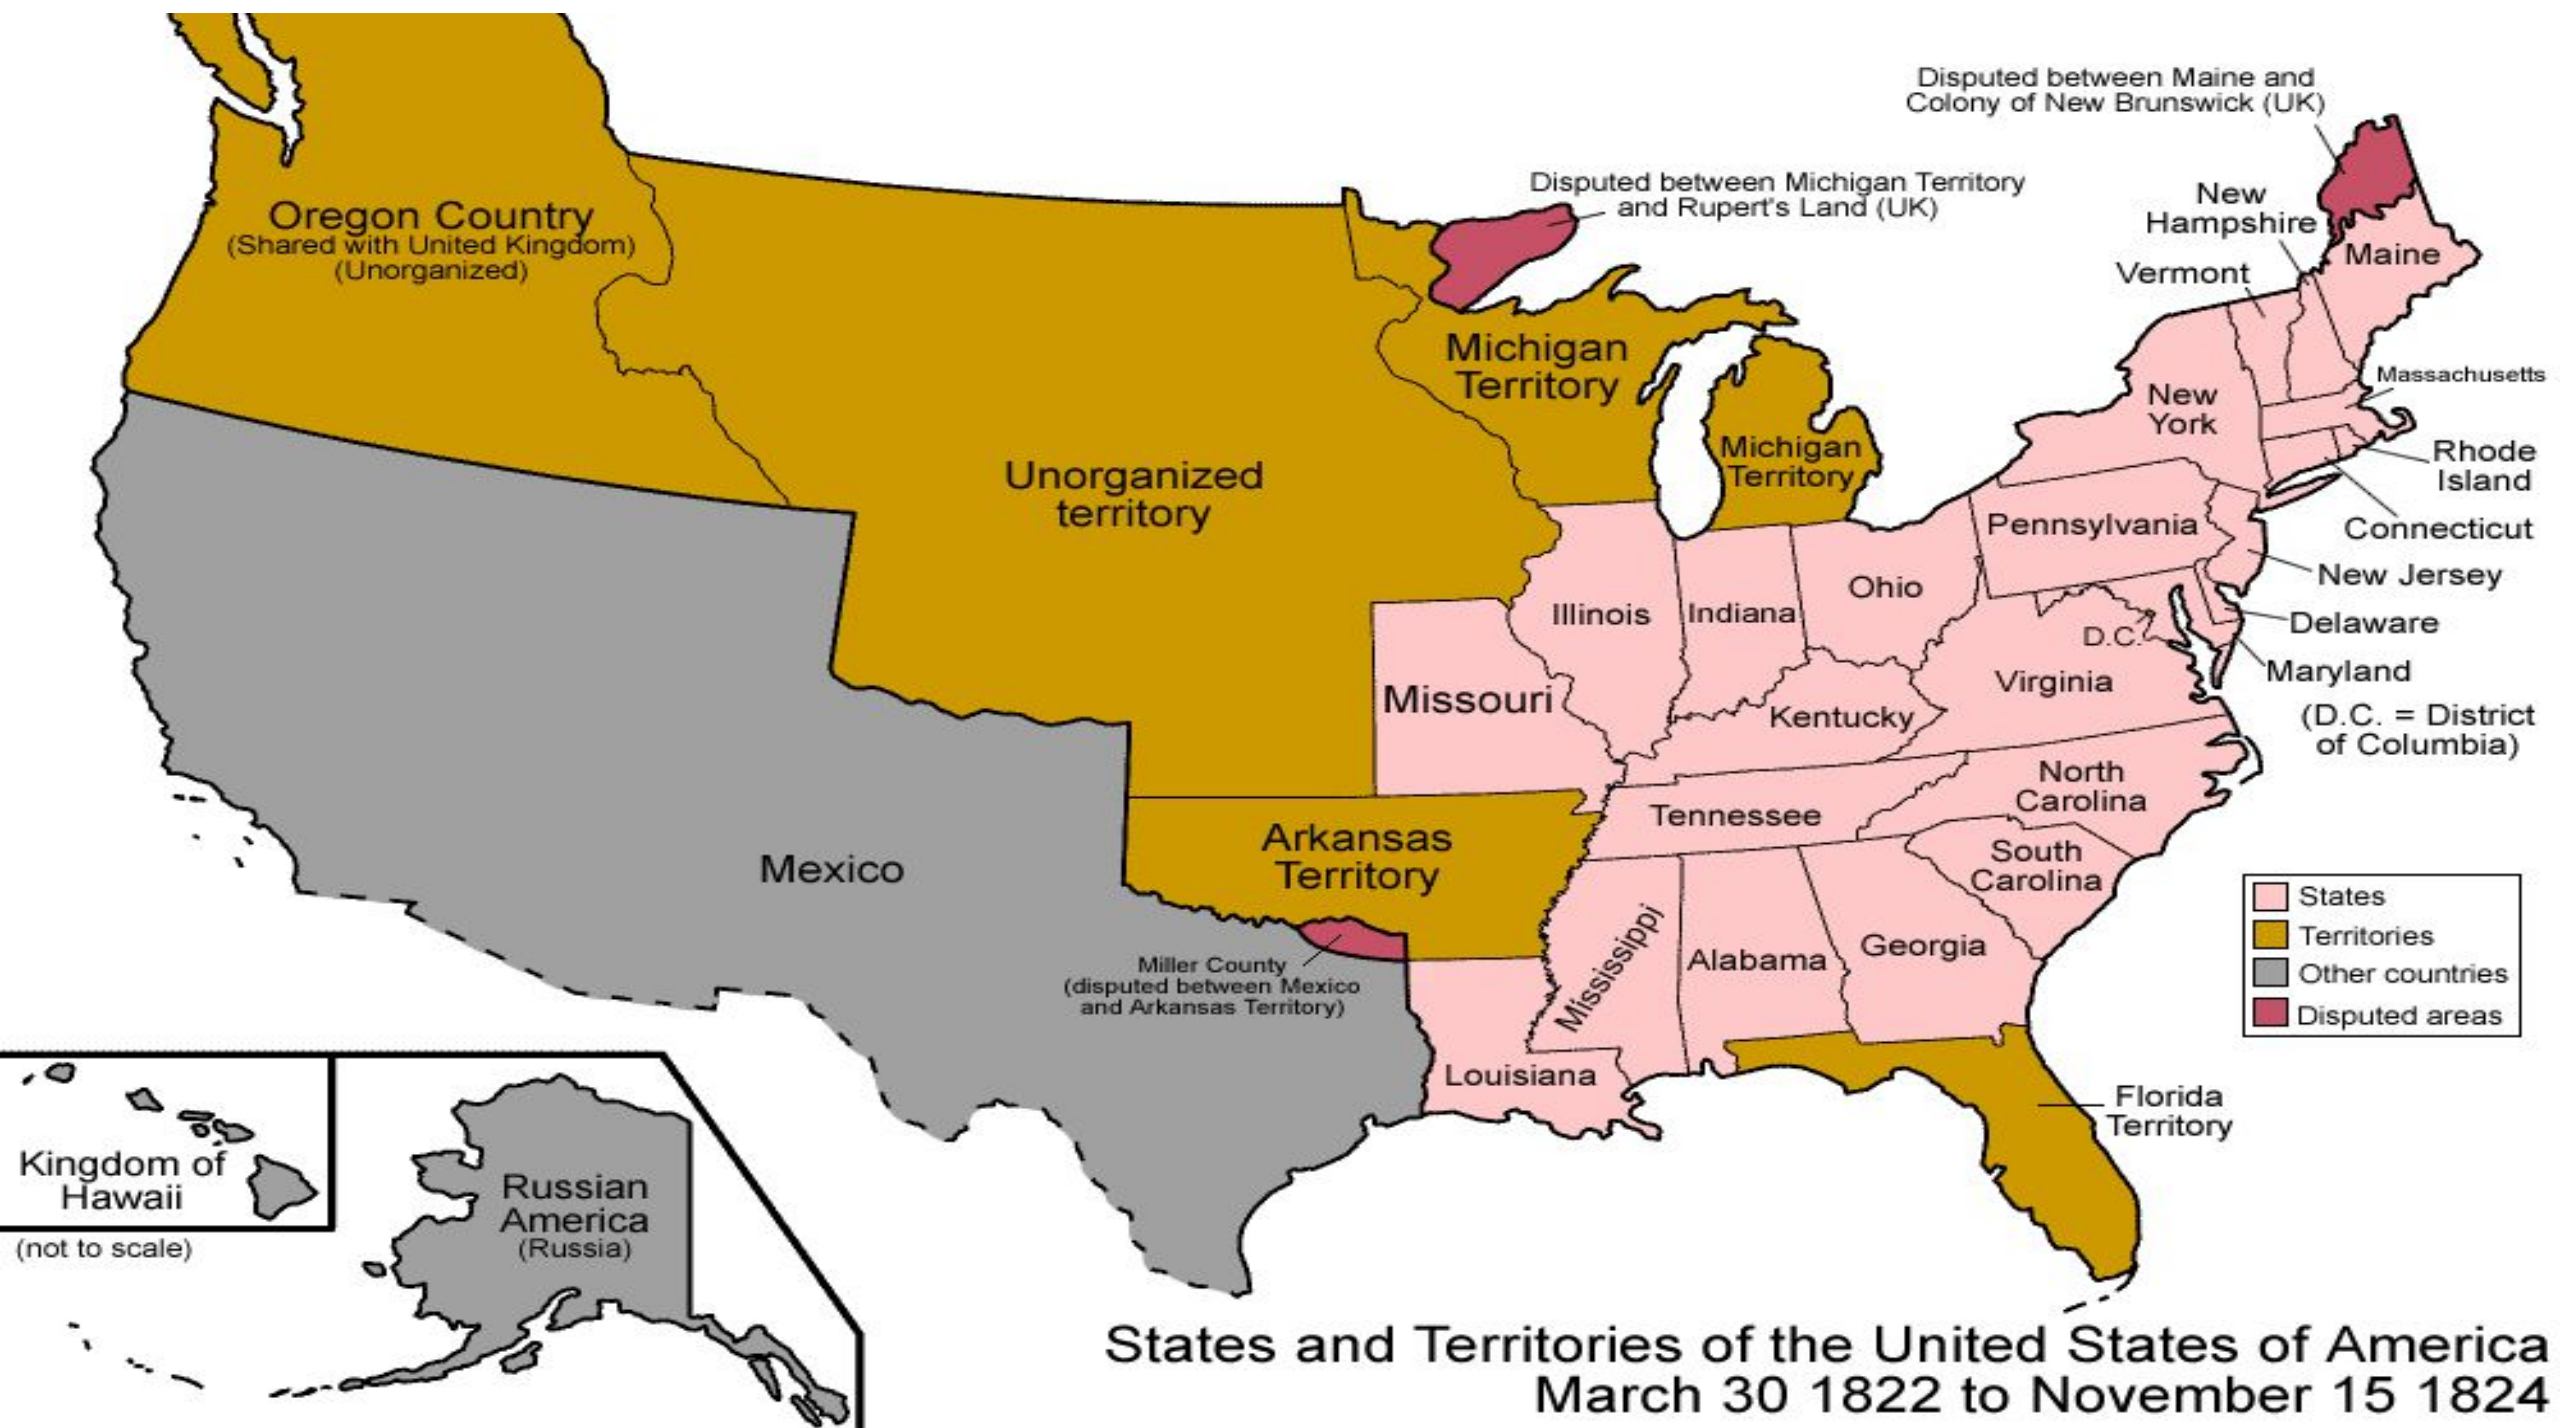 Disputed between Maine and
Colony of New Brunswick (UK)
Disputed between Michigan Territory
and Rupert's Land (UK)
New
Hampshire
Oregon Country
(Shared with United Kingdom)
(Unorganized)
Maine
Vermont
Michigan
Territory
Massachusetts
New
York
Michigan
Territory
Rhode
Island
Unorganized
territory
Pennsylvania
Connecticut
New Jersey
Ohio
Illinois
Indiana
Delaware
D.C.
Maryland
Virginia
Missouri
Kentucky
(D.C. = District
of Columbia)
North
Carolina
Tennessee
Arkansas
Territory
South
Carolina
Mexico
States
Territories
Other countries
Disputed areas
Mississippi
Alabama
Georgia
Miller County
(disputed between Mexico
and Arkansas Territory)
Louisiana
Florida
Territory
Kingdom of
Hawaii
(not to scale)
Russian
America
(Russia)
States and Territories of the United States of America
March 30 1822 to November 15 1824